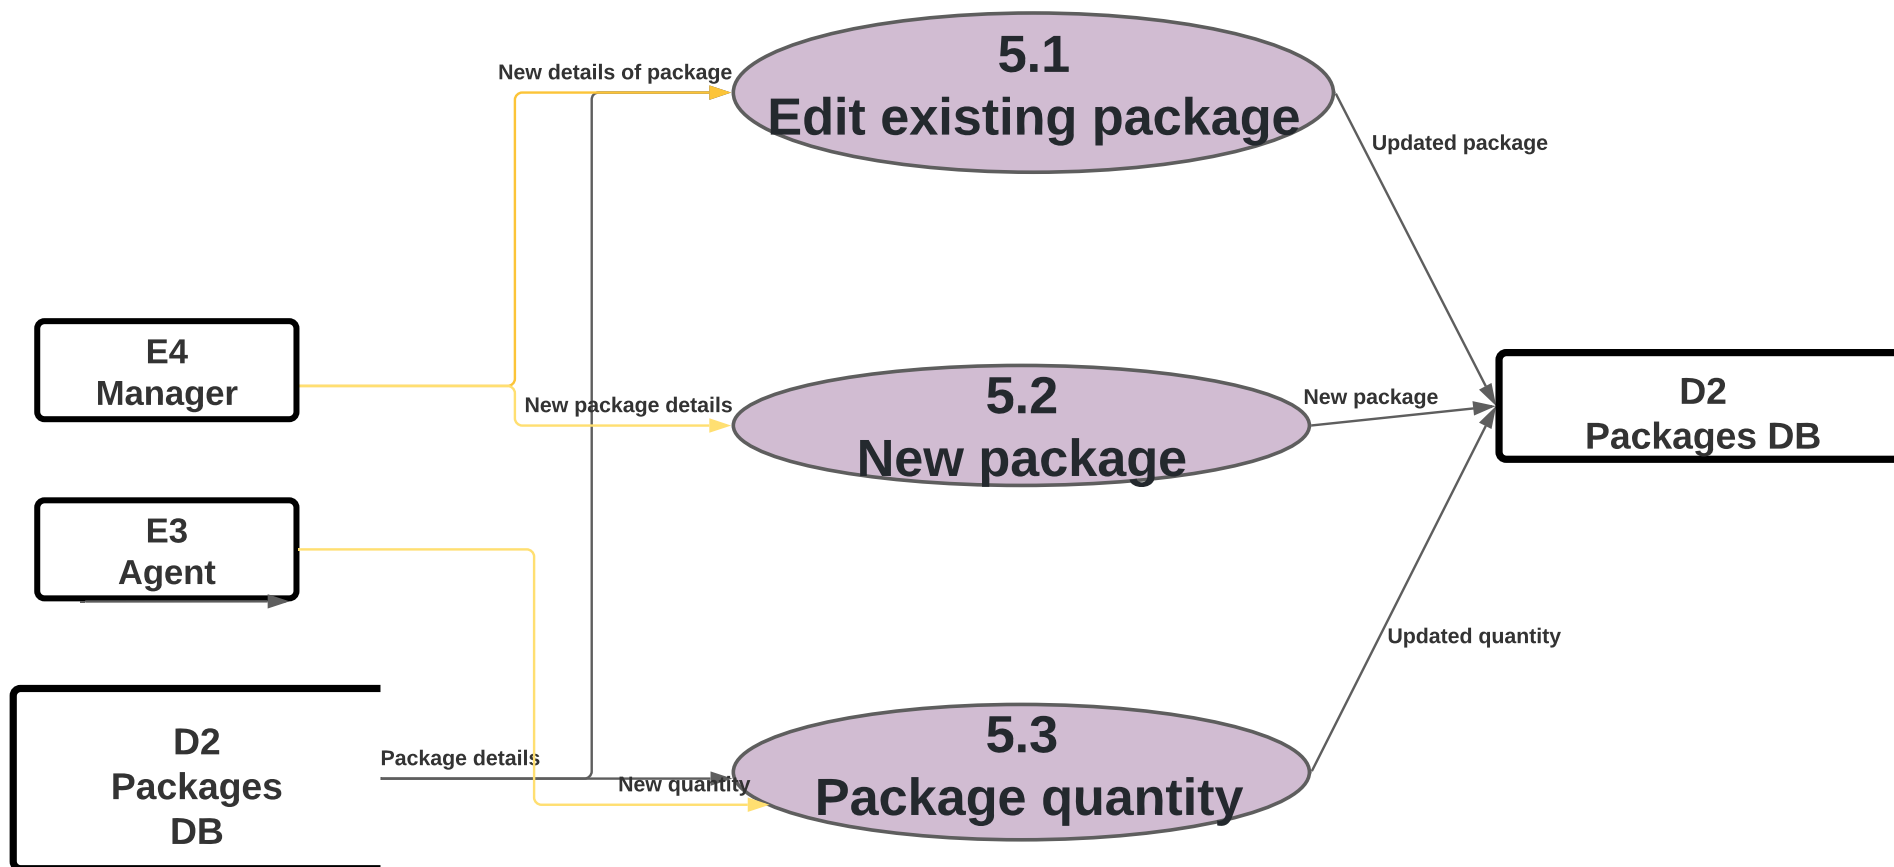 5.1
Edit existing package
New details of package
Updated package
E4
Manager
New package details
5.2
New package
New package
D2
Packages DB
E3
Agent
Updated quantity
D2
Packages
DB
Package details
New quantity
5.3
Package quantity